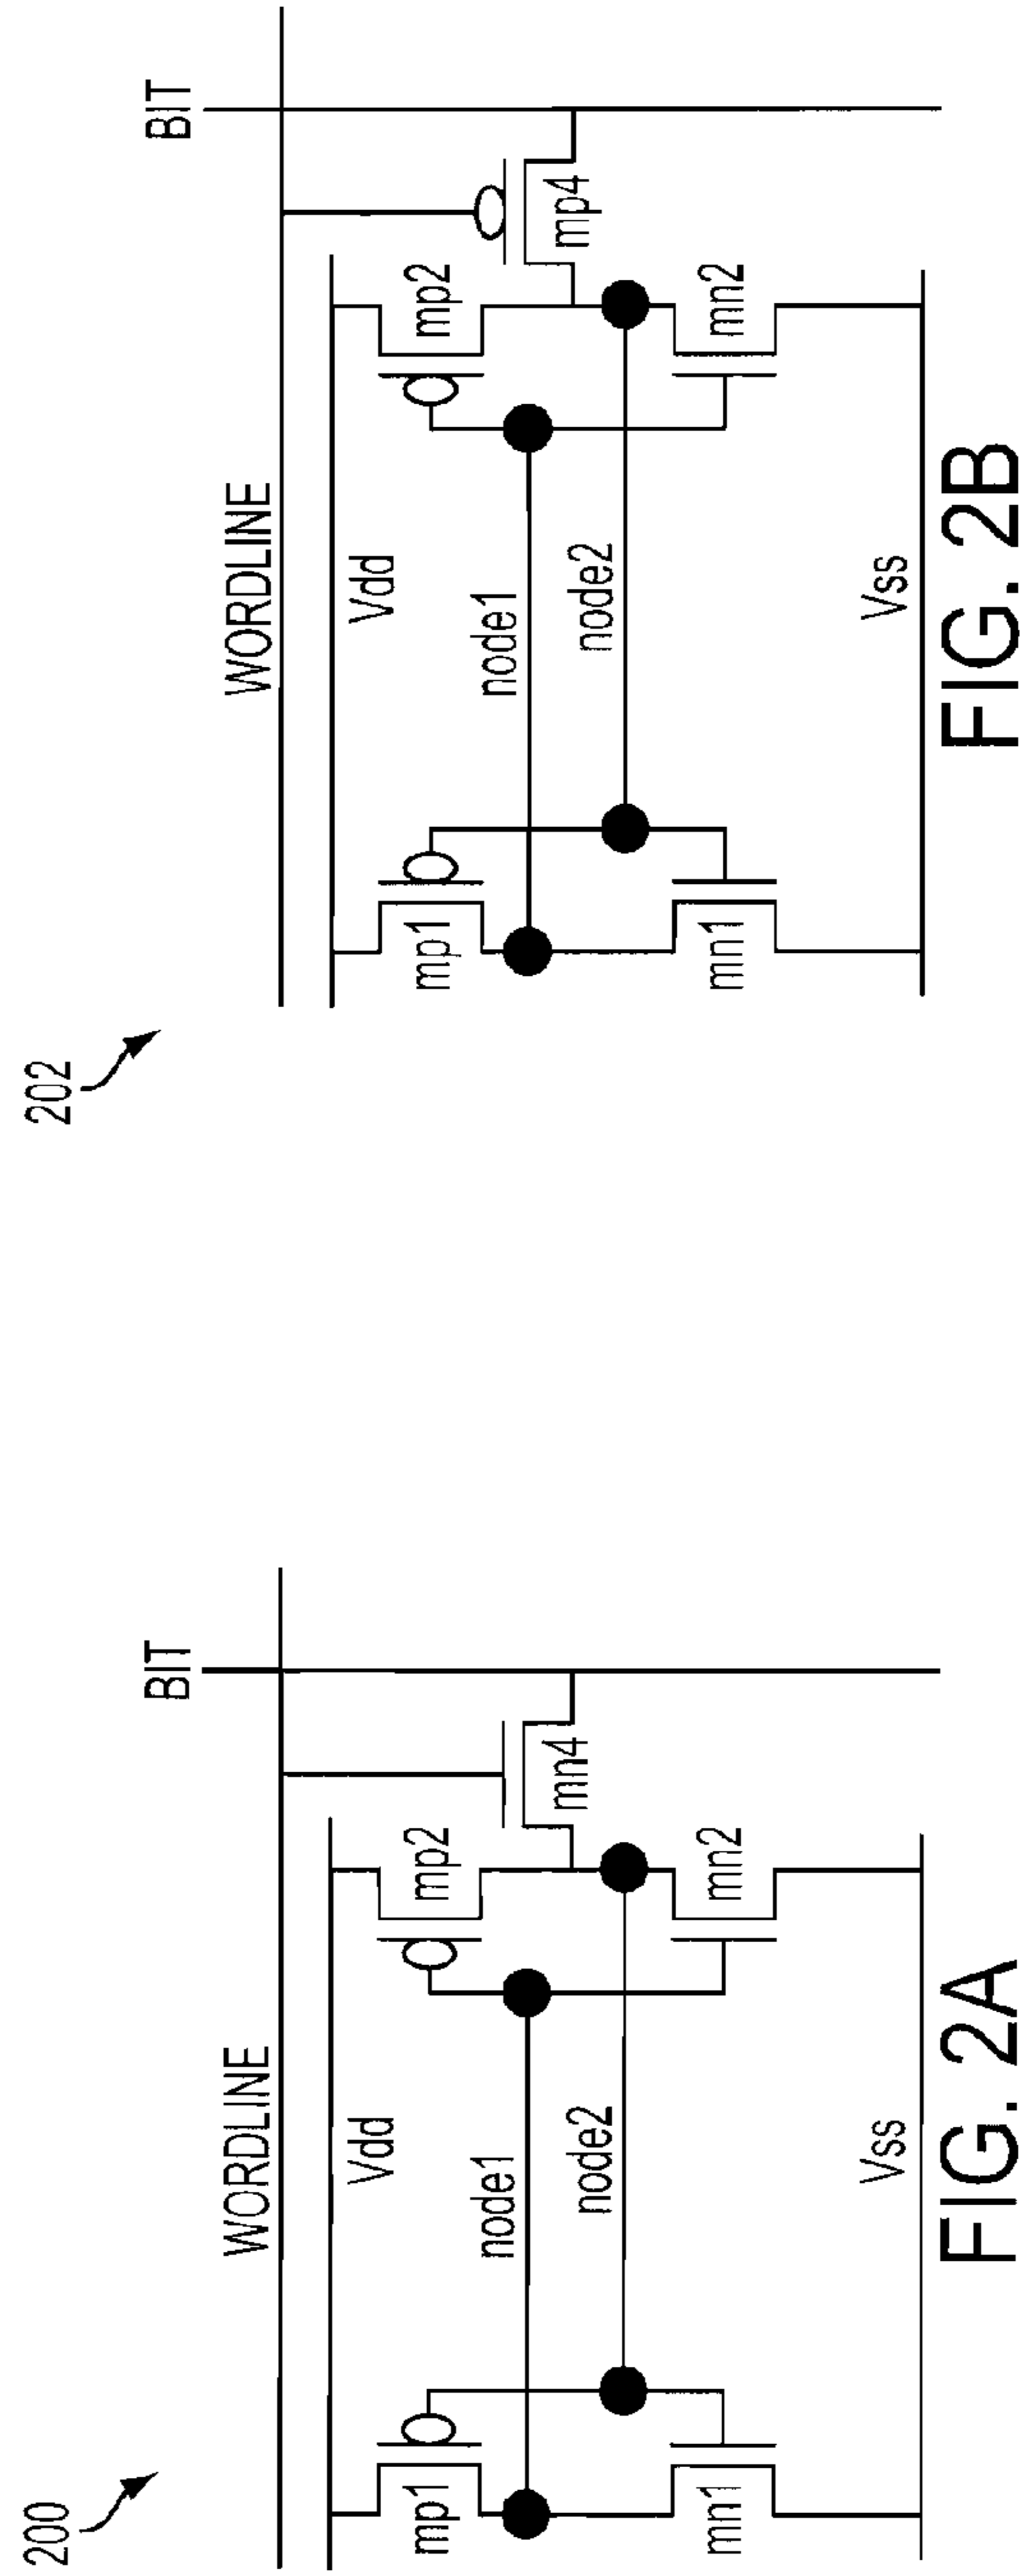 200
BIT
WORDLINE
Vdd
mp1
mp2
mn4
node1
node2
mn1
mn2
Vss
FIG. 2A
202
BIT
WORDLINE
Vdd
mp1
mp2
mp4
node1
node2
mn1
mn2
Vss
FIG. 2B